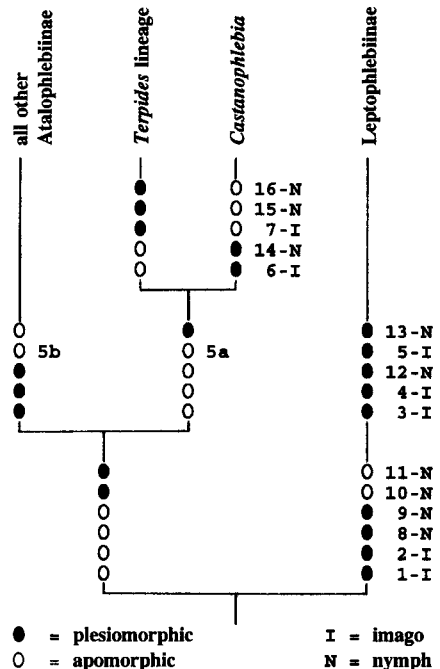 all other
Atalophlebiinae
Terpides lineage
Castanophlebia
Leptophlebiinae
16-N
15-N
7-I
14-N
6-I
13-N
5b
5a
5-I
12-N
4-I
3-I
11-N
10-N
9-N
8-N
2-I
1-I
● = plesiomorphic
I = imago
○ = apomorphic
N = nymph